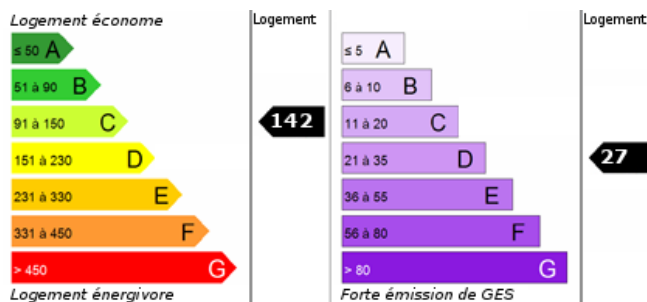 Logement économe
Logement
≤ 50 A
51 à 90 B
91 à 150 C
142
151 à 230 D
231 à 330 E
331 à 450 F
> 450 G
Logement énergivore
Logement
≤ 5 A
6 à 10 B
11 à 20 C
21 à 35 D
27
36 à 55 E
56 à 80 F
> 80 G
Forte émission de GES